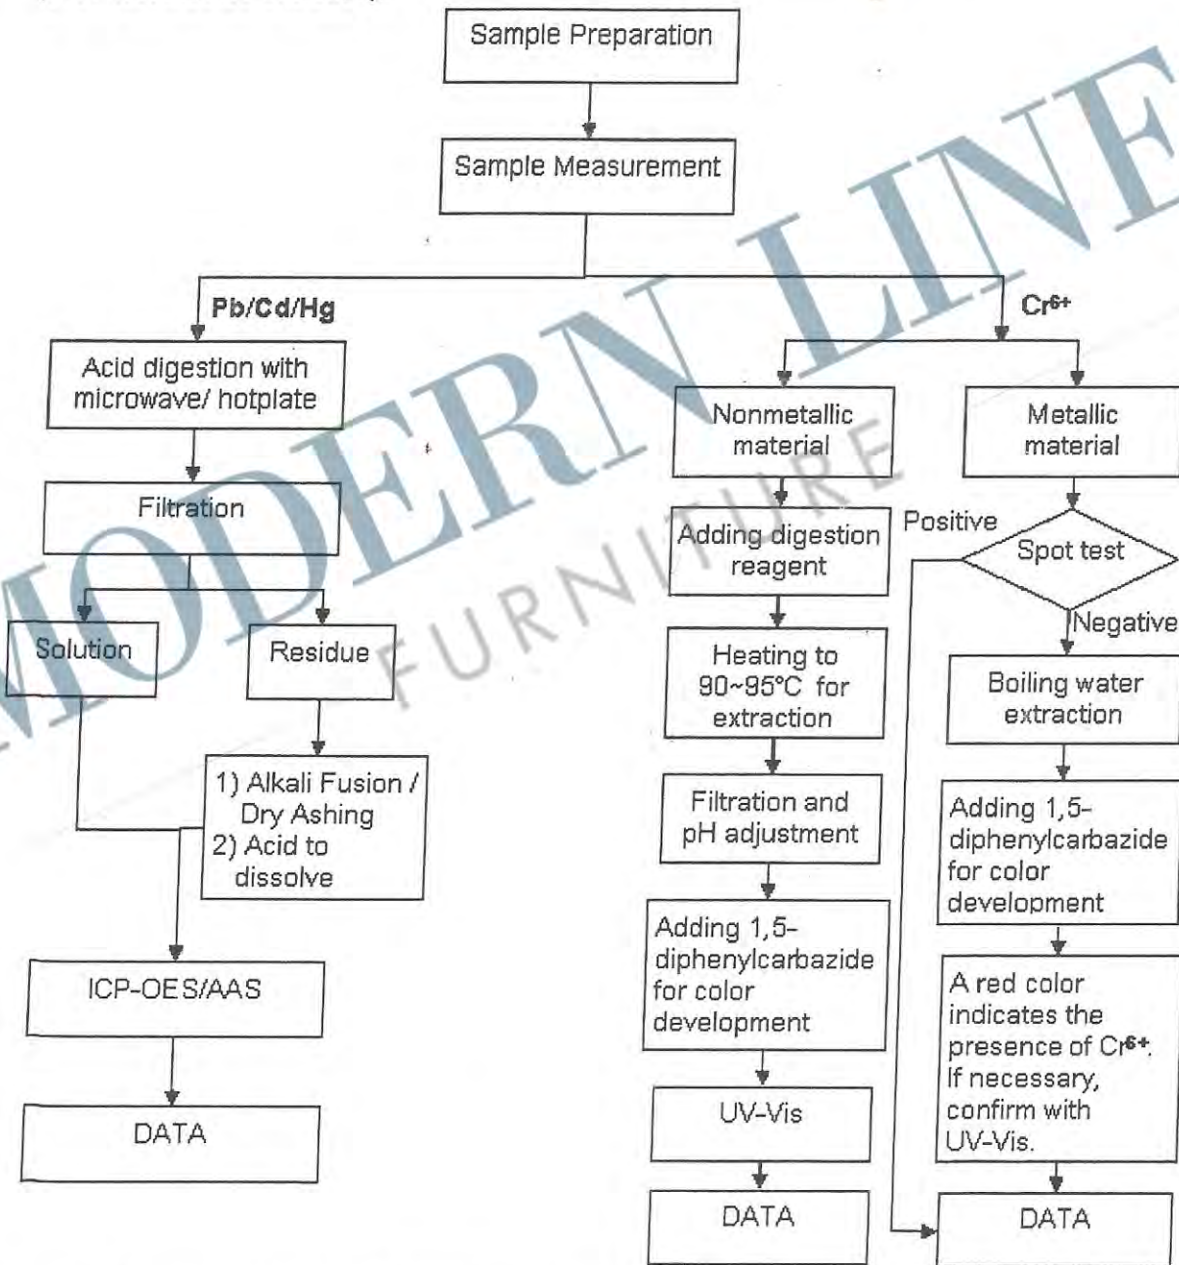 Sample Preparation
Sample Measurement
Pb/Cd/Hg
Cr⁶⁺
Acid digestion with
microwave/ hotplate
Filtration
Solution
Residue
1) Alkali Fusion /
Dry Ashing
2) Acid to
dissolve
ICP-OES/AAS
DATA
Nonmetallic
material
Adding digestion
reagent
Heating to
90~95°C for
extraction
Filtration and
pH adjustment
Adding 1,5-
diphenylcarbazide
for color
development
UV-Vis
DATA
Metallic
material
Spot test
Positive
Negative
Boiling water
extraction
Adding 1,5-
diphenylcarbazide
for color
development
A red color
indicates the
presence of Cr⁶⁺.
If necessary,
confirm with
UV-Vis.
DATA
MODERN LINE
FURNITURE